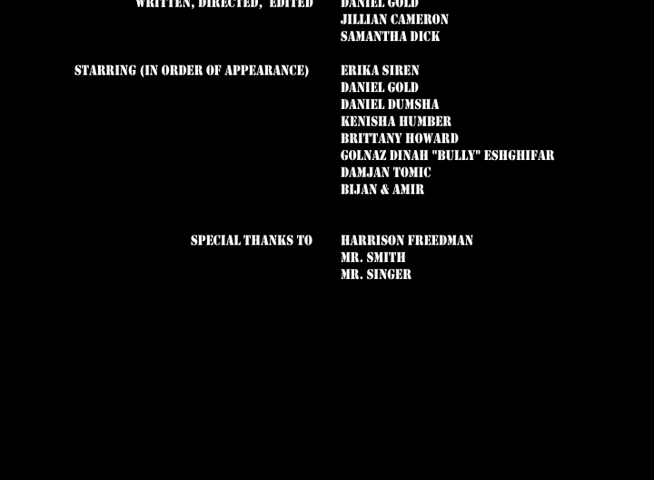 WRITTEN, DIRECTED, EDITED DANIEL GOLD
JILLIAN CAMERON
SAMANTHA DICK
STARRING (IN ORDER OF APPEARANCE) ERIKA SIREN
DANIEL GOLD
DANIEL DUMSHA
KENISHA HUMBER
BRITTANY HOWARD
GOLNAZ DINAH "BULLY" ESHGHIFAR
DAMJAN TOMIC
BIJAN & AMIR
SPECIAL THANKS TO HARRISON FREEDMAN
MR. SMITH
MR. SINGER